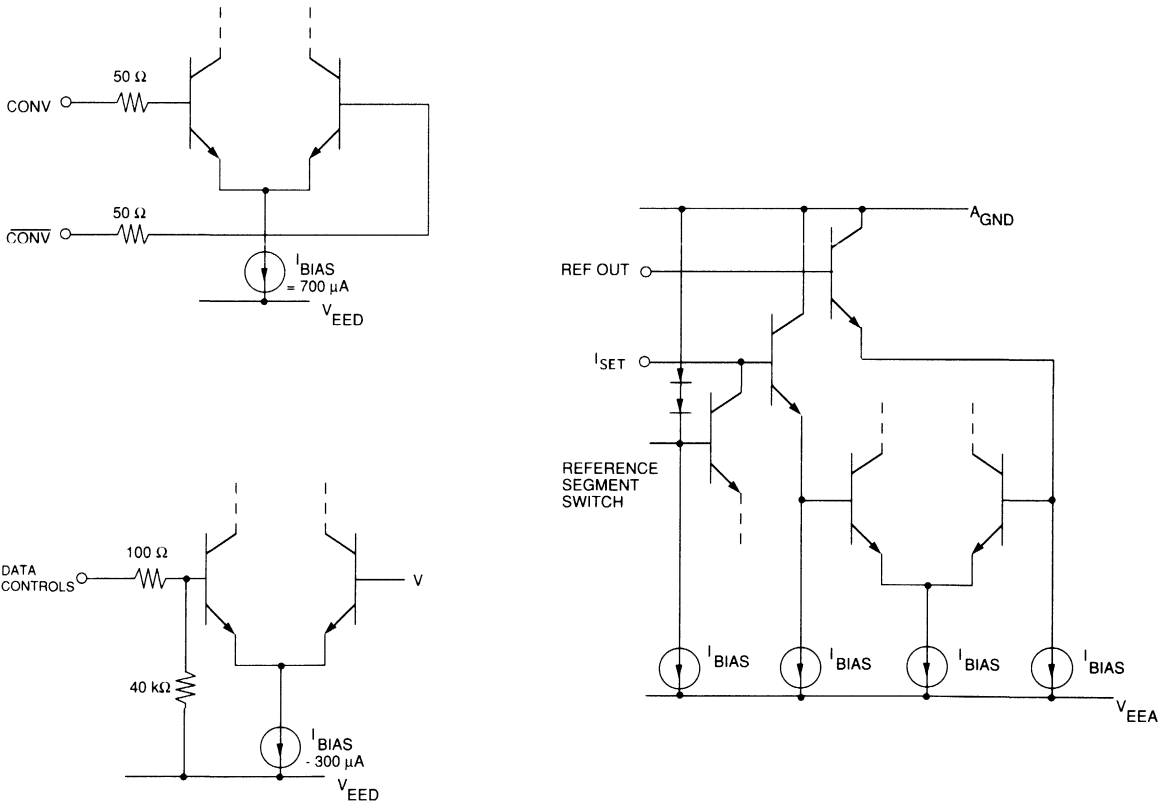 50 Ω
CONV
50 Ω
CONV
I BIAS
= 700 μA
V EED
A GND
REF OUT
I SET
REFERENCE
SEGMENT
SWITCH
I BIAS
I BIAS
I BIAS
I BIAS
V EEA
100 Ω
DATA
CONTROLS
V
40 kΩ
I BIAS
- 300 μA
V EED